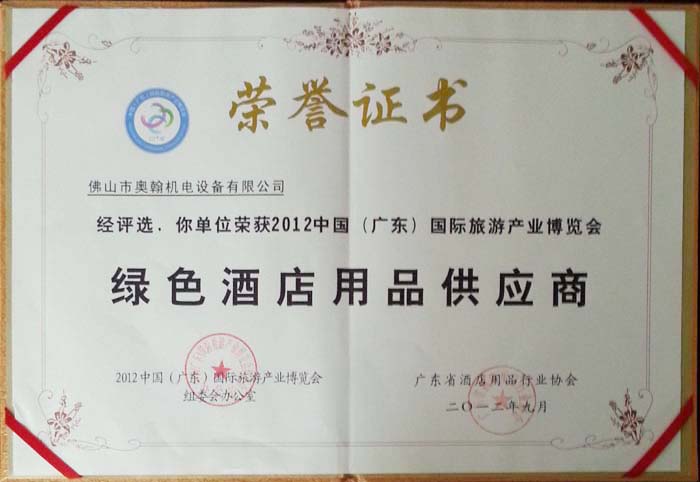 荣誉证书
佛山市奥翰机电设备有限公司
经评选.你单位荣获2012中国（广东）国际旅游产业博览会
绿色酒店用品供应商
2012中国（广东）国际旅游产业博览会
组委会办公室
广东省酒店用品行业协会
二〇一二年九月